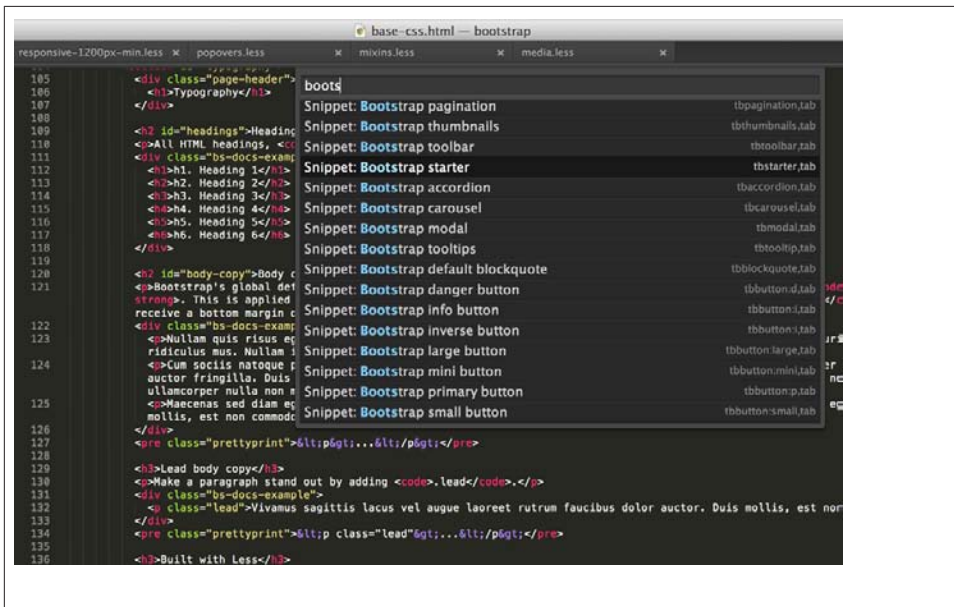 base-css.html — bootstrap
responsive-1200px-min.less × popovers.less × mixins.less × media.less ×
105 <div class="page-header">
106 <h1>Typography</h1>
107 </div>
108
109 <h2 id="headings">Heading
110 <p>All HTML headings, <co
111 <div class="bs-docs-examp
112 <h1>h1. Heading 1</h1>
113 <h2>h2. Heading 2</h2>
114 <h3>h3. Heading 3</h3>
115 <h4>h4. Heading 4</h4>
116 <h5>h5. Heading 5</h5>
117 <h6>h6. Heading 6</h6>
118 </div>
119
120 <h2 id="body-copy">Body c
121 <p>Bootstrap's global def
strong>. This is applied
receive a bottom margin
122 <div class="bs-docs-examp
123 <p>Nullam quis risus eg
ridiculus mus. Nullam i
124 <p>Cum sociis natoque p
auctor fringilla. Duis
ullamcorper nulla non m
125 <p>Maecenas sed diam eg
mollis, est non commodo
126 </div>
127 <pre class="prettyprint">&lt;p&gt;...&lt;/p&gt;</pre>
128
129 <h3>Lead body copy</h3>
130 <p>Make a paragraph stand out by adding <code>.lead</code>.</p>
131 <div class="bs-docs-example">
132 <p class="lead">Vivamus sagittis lacus vel augue laoreet rutrum faucibus dolor auctor. Duis mollis, est non
133 </div>
134 <pre class="prettyprint">&lt;p class="lead"&gt;...&lt;/p&gt;</pre>
135
136 <h3>Built with Less</h3>
boots
Snippet: Bootstrap pagination tbpagination,tab
Snippet: Bootstrap thumbnails tbthumbnails,tab
Snippet: Bootstrap toolbar tbtoolbar,tab
Snippet: Bootstrap starter tbstarter,tab
Snippet: Bootstrap accordion tbaccordion,tab
Snippet: Bootstrap carousel tbcarousel,tab
Snippet: Bootstrap modal tbmodal,tab
Snippet: Bootstrap tooltips tbtooltip,tab
Snippet: Bootstrap default blockquote tbblockquote,tab
Snippet: Bootstrap danger button tbbutton:d,tab
Snippet: Bootstrap info button tbbutton:i,tab
Snippet: Bootstrap inverse button tbbutton:i,tab
Snippet: Bootstrap large button tbbutton:large,tab
Snippet: Bootstrap mini button tbbutton:mini,tab
Snippet: Bootstrap primary button tbbutton:p,tab
Snippet: Bootstrap small button tbbutton:small,tab